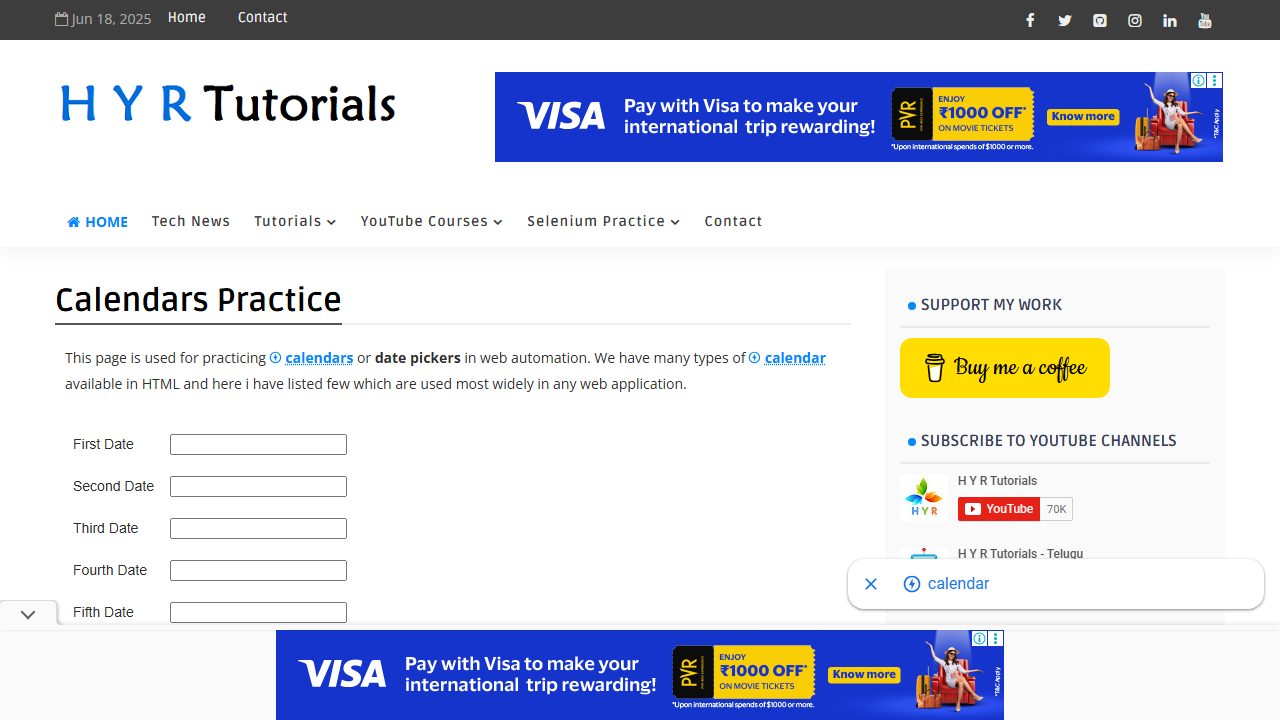 Jun 18, 2025 Home Contact
H Y R Tutorials
VISA Pay with Visa to make your international trip rewarding! PVR ENJOY ₹1000 OFF* ON MOVIE TICKETS Know more
*Upon international spends of $1000 or more.
*T&C Apply
HOME Tech News Tutorials YouTube Courses Selenium Practice Contact
Calendars Practice
This page is used for practicing calendars or date pickers in web automation. We have many types of calendar
available in HTML and here i have listed few which are used most widely in any web application.
First Date
Second Date
Third Date
Fourth Date
Fifth Date
SUPPORT MY WORK
Buy me a coffee
SUBSCRIBE TO YOUTUBE CHANNELS
HYR
H Y R Tutorials
YouTube 70K
H Y R Tutorials - Telugu
calendar
VISA Pay with Visa to make your international trip rewarding! PVR ENJOY ₹1000 OFF* ON MOVIE TICKETS Know more
*Upon international spends of $1000 or more.
*T&C Apply